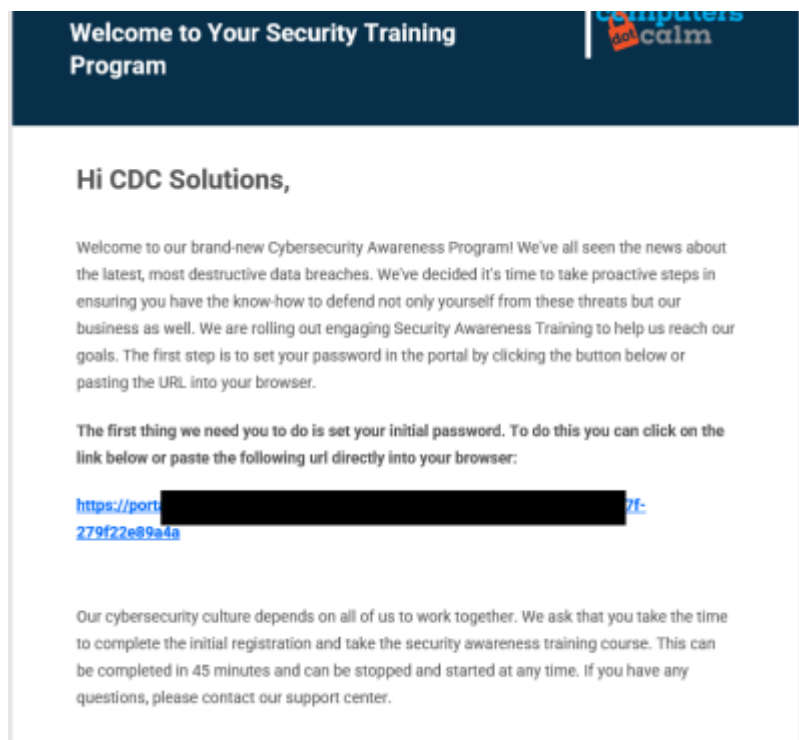 Welcome to Your Security Training
Program
computers
dot calm
Hi CDC Solutions,
Welcome to our brand-new Cybersecurity Awareness Program! We've all seen the news about
the latest, most destructive data breaches. We've decided it's time to take proactive steps in
ensuring you have the know-how to defend not only yourself from these threats but our
business as well. We are rolling out engaging Security Awareness Training to help us reach our
goals. The first step is to set your password in the portal by clicking the button below or
pasting the URL into your browser.
The first thing we need you to do is set your initial password. To do this you can click on the
link below or paste the following url directly into your browser:
https://port 7f-
279f22e89a4a
Our cybersecurity culture depends on all of us to work together. We ask that you take the time
to complete the initial registration and take the security awareness training course. This can
be completed in 45 minutes and can be stopped and started at any time. If you have any
questions, please contact our support center.